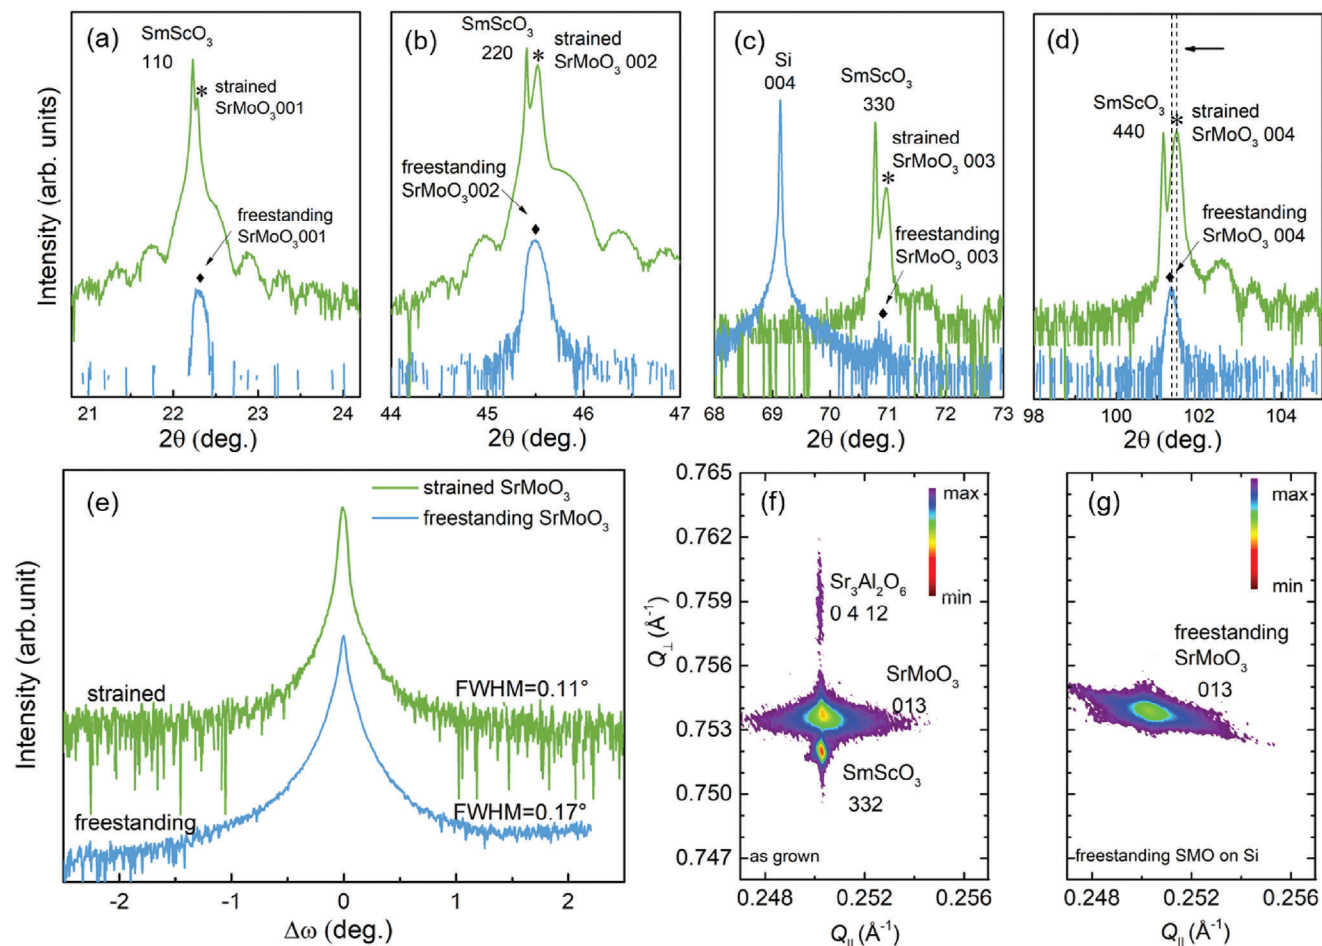 Intensity (arb. units)
(a)
SmScO₃
110
strained
SrMoO₃001
freestanding
SrMoO₃001
21 22 23 24
2θ (deg.)
(b)
SmScO₃
220
strained
SrMoO₃ 002
freestanding
SrMoO₃002
44 45 46 47
2θ (deg.)
(c)
Si
004
SmScO₃
330
strained
SrMoO₃ 003
freestanding
SrMoO₃ 003
68 69 70 71 72 73
2θ (deg.)
(d)
SmScO₃
440
strained
SrMoO₃ 004
freestanding
SrMoO₃ 004
98 100 102 104
2θ (deg.)
Intensity (arb.unit)
(e)
strained SrMoO₃
freestanding SrMoO₃
strained
FWHM=0.11°
freestanding
FWHM=0.17°
-2 -1 0 1 2
Δω (deg.)
Q⊥ (Å⁻¹)
0.765
0.762
0.759
0.756
0.753
0.750
0.747
(f)
max
min
Sr₃Al₂O₆
0 4 12
SrMoO₃
013
SmScO₃
332
as grown
0.248 0.252 0.256
Q|| (Å⁻¹)
(g)
max
min
freestanding
SrMoO₃
013
freestanding SMO on Si
0.248 0.252 0.256
Q|| (Å⁻¹)